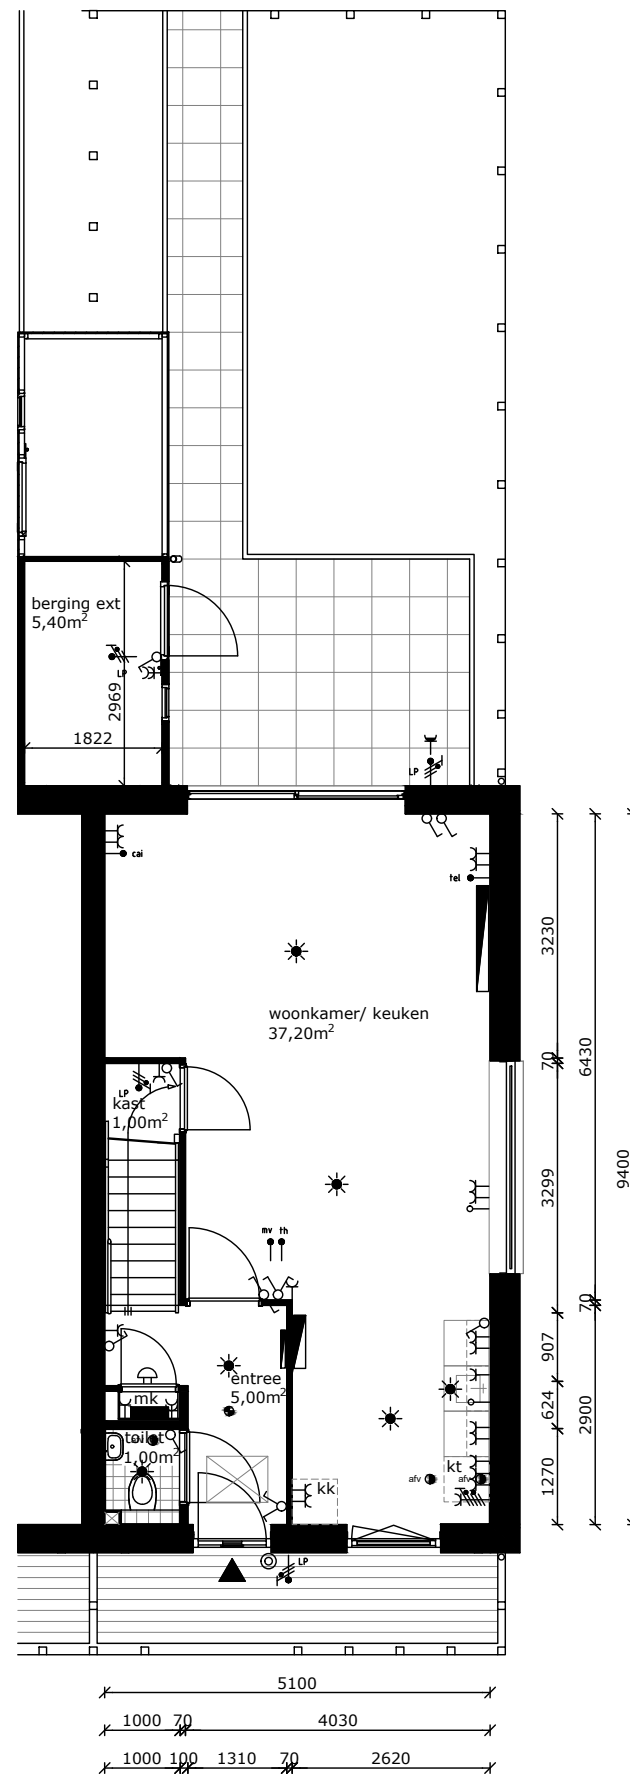 berging ext
5,40m²
LP
2969
1822
LP
cai
tel
woonkamer/ keuken
37,20m²
3230
70
6430
LP
kast
1,00m²
3299
9400
mv th
70
907
entree
5,00m²
mk
624
2900
toilet
1,00m²
kt
afv
afv
kk
1270
LP
5100
1000 70 4030
1000 100 1310 70 2620